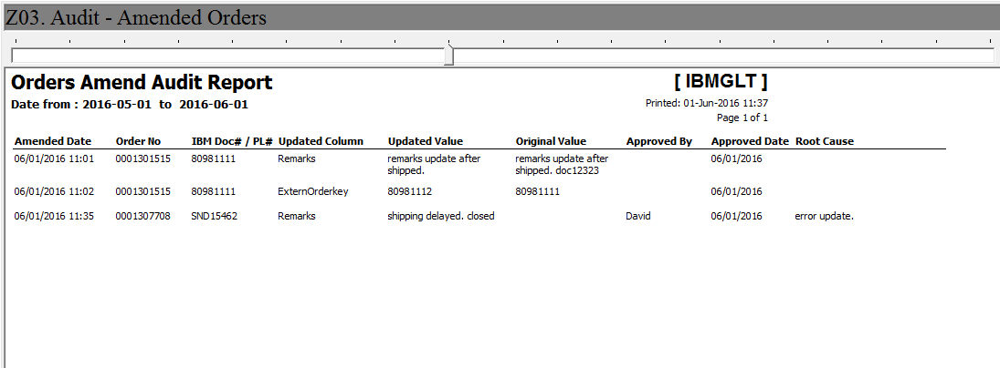 Z03. Audit - Amended Orders
Orders Amend Audit Report [ IBMGLT ]
Date from : 2016-05-01 to 2016-06-01 Printed: 01-Jun-2016 11:37
Page 1 of 1
Amended Date Order No IBM Doc# / PL# Updated Column Updated Value Original Value Approved By Approved Date Root Cause
06/01/2016 11:01 0001301515 80981111 Remarks remarks update after remarks update after 06/01/2016
shipped. shipped. doc12323
06/01/2016 11:02 0001301515 80981111 ExternOrderkey 80981112 80981111 06/01/2016
06/01/2016 11:35 0001307708 SND15462 Remarks shipping delayed. closed David 06/01/2016 error update.